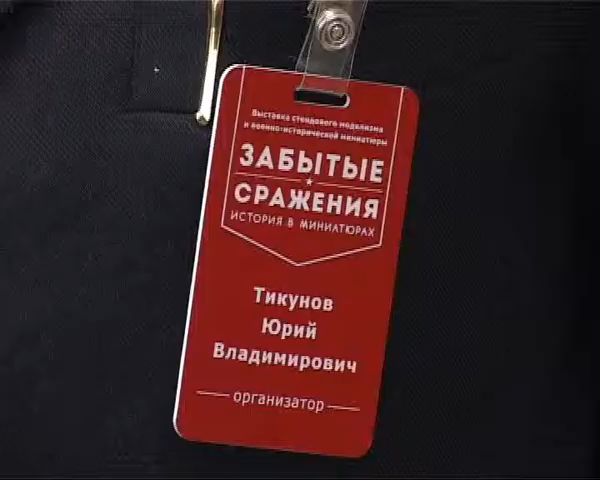 Выставка стендового моделизма
и военно-исторической миниатюры
ЗАБЫТЫЕ
СРАЖЕНИЯ
ИСТОРИЯ В МИНИАТЮРАХ
Тикунов
Юрий
Владимирович
организатор